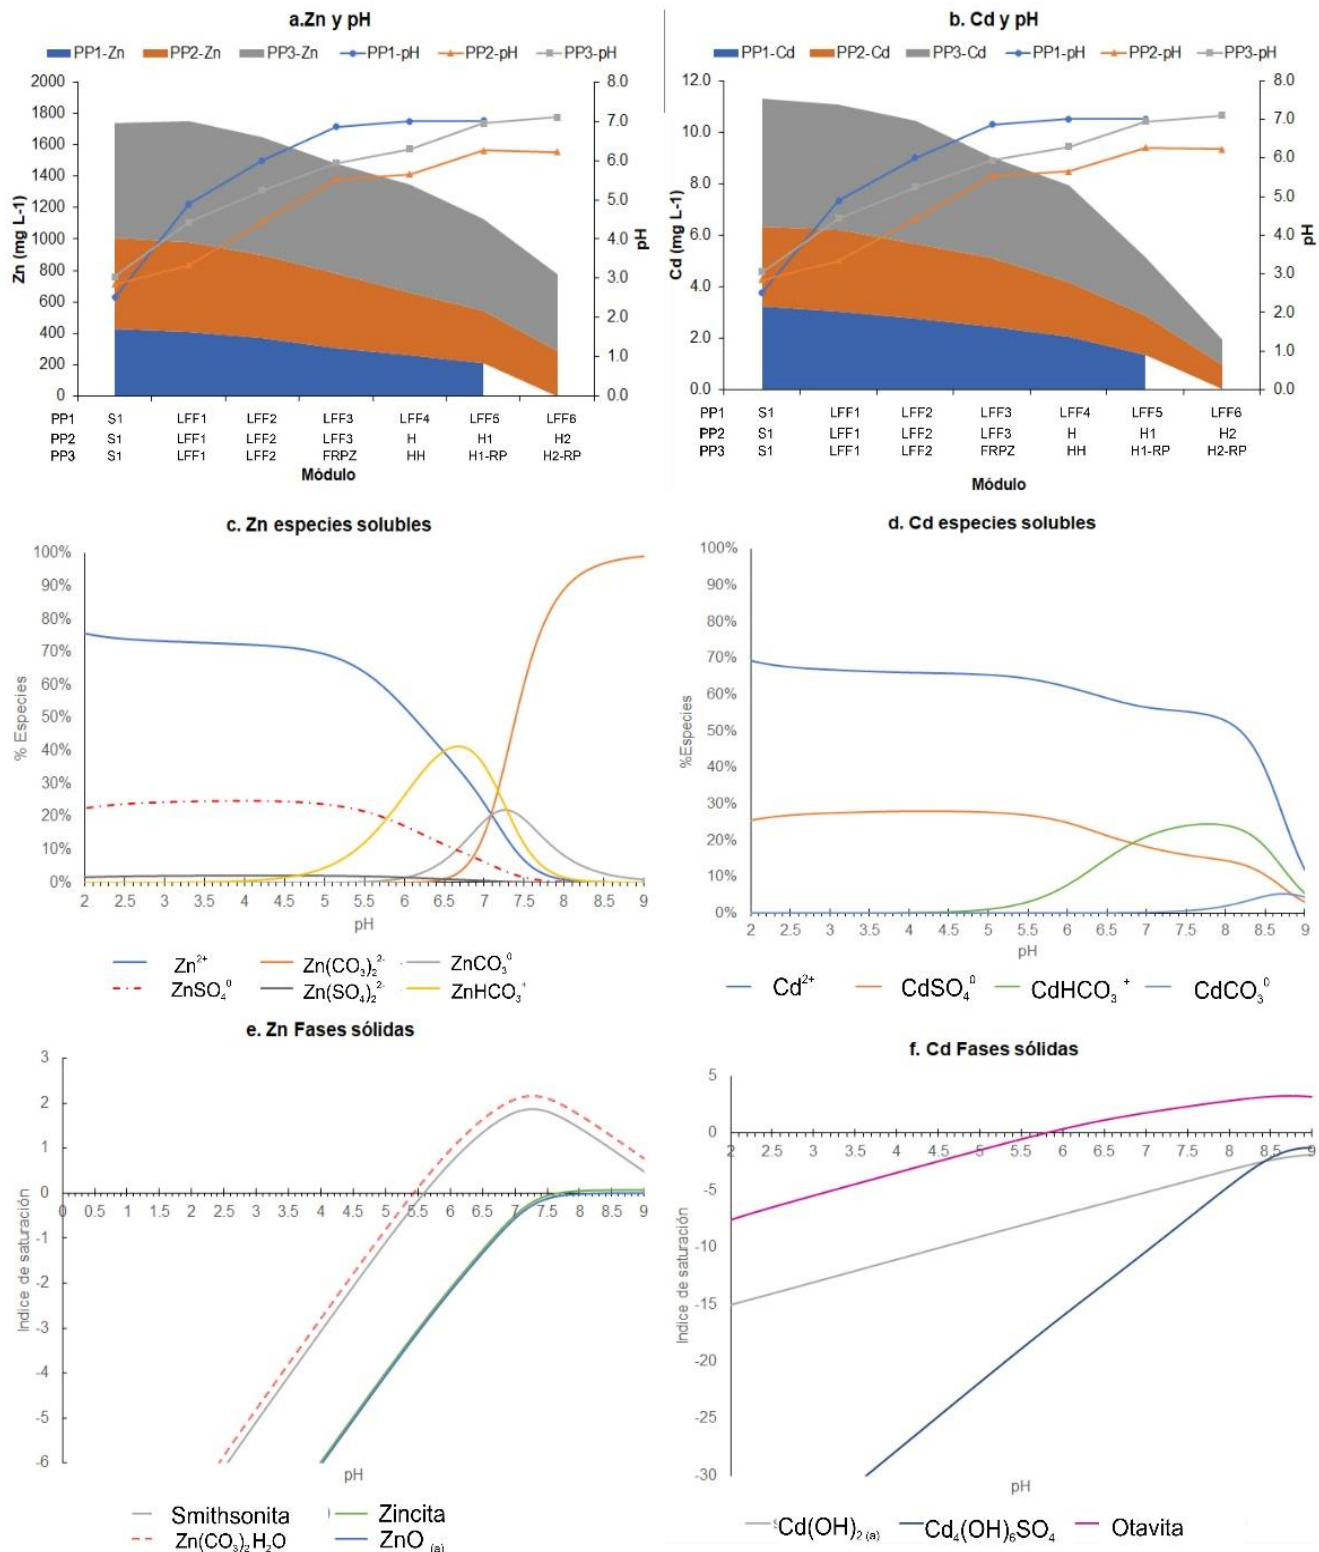 a.Zn y pH
PP1-Zn PP2-Zn PP3-Zn PP1-pH PP2-pH PP3-pH
2000 8.0
1800
7.0
1600
6.0
1400
1200 5.0
1000 4.0
800
3.0
600
2.0
400
200 1.0
0 0.0
Zn (mg L-1)
pH
PP1 S1 LFF1 LFF2 LFF3 LFF4 LFF5 LFF6
PP2 S1 LFF1 LFF2 LFF3 H H1 H2
PP3 S1 LFF1 LFF2 FRPZ HH H1-RP H2-RP
Módulo
b. Cd y pH
PP1-Cd PP2-Cd PP3-Cd PP1-pH PP2-pH PP3-pH
12.0 8.0
7.0
10.0
6.0
8.0
5.0
6.0 4.0
3.0
4.0
2.0
2.0
1.0
0.0 0.0
Cd (mg L-1)
pH
PP1 S1 LFF1 LFF2 LFF3 LFF4 LFF5 LFF6
PP2 S1 LFF1 LFF2 LFF3 H H1 H2
PP3 S1 LFF1 LFF2 FRPZ HH H1-RP H2-RP
Módulo
c. Zn especies solubles
100%
90%
80%
70%
60%
50%
40%
30%
20%
10%
0%
% Especies
2 2.5 3 3.5 4 4.5 5 5.5 6 6.5 7 7.5 8 8.5 9
pH
Zn²⁺ Zn(CO₃)₂²⁻ ZnCO₃⁰
ZnSO₄⁰ Zn(SO₄)₂²⁻ ZnHCO₃⁺
d. Cd especies solubles
100%
90%
80%
70%
60%
50%
40%
30%
20%
10%
0%
%Especies
2 2.5 3 3.5 4 4.5 5 5.5 6 6.5 7 7.5 8 8.5 9
pH
Cd²⁺ CdSO₄⁰ CdHCO₃⁺ CdCO₃⁰
e. Zn Fases sólidas
3
2
1
0
-1
-2
-3
-4
-5
-6
Indice de saturación
0 0.5 1 1.5 2 2.5 3 3.5 4 4.5 5 5.5 6 6.5 7 7.5 8 8.5 9
pH
Smithsonita Zincita
Zn(CO₃)₂H₂O ZnO (a)
f. Cd Fases sólidas
5
0
-5
-10
-15
-20
-25
-30
Indice de saturación
2 2.5 3 3.5 4 4.5 5 5.5 6 6.5 7 7.5 8 8.5 9
pH
Cd(OH)₂ (a) Cd₄(OH)₆SO₄ Otavita